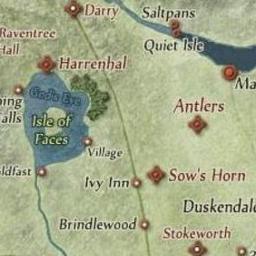 Darry
Saltpans
Raventree
Hall
Quiet Isle
Harrenhal
God's Eye
Antlers
Isle of
Faces
Village
Ivy Inn
Sow's Horn
Duskendale
Brindlewood
Stokeworth